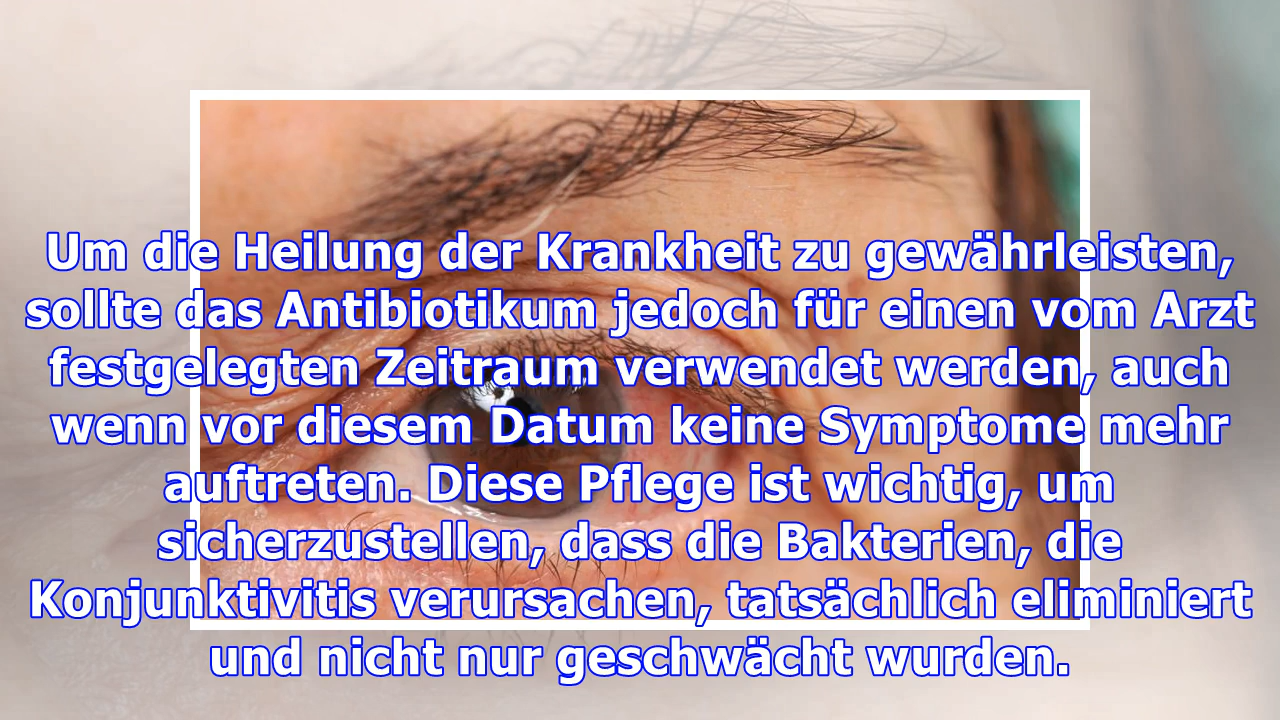 Um die Heilung der Krankheit zu gewährleisten,
sollte das Antibiotikum jedoch für einen vom Arzt
festgelegten Zeitraum verwendet werden, auch
wenn vor diesem Datum keine Symptome mehr
auftreten. Diese Pflege ist wichtig, um
sicherzustellen, dass die Bakterien, die
Konjunktivitis verursachen, tatsächlich eliminiert
und nicht nur geschwächt wurden.